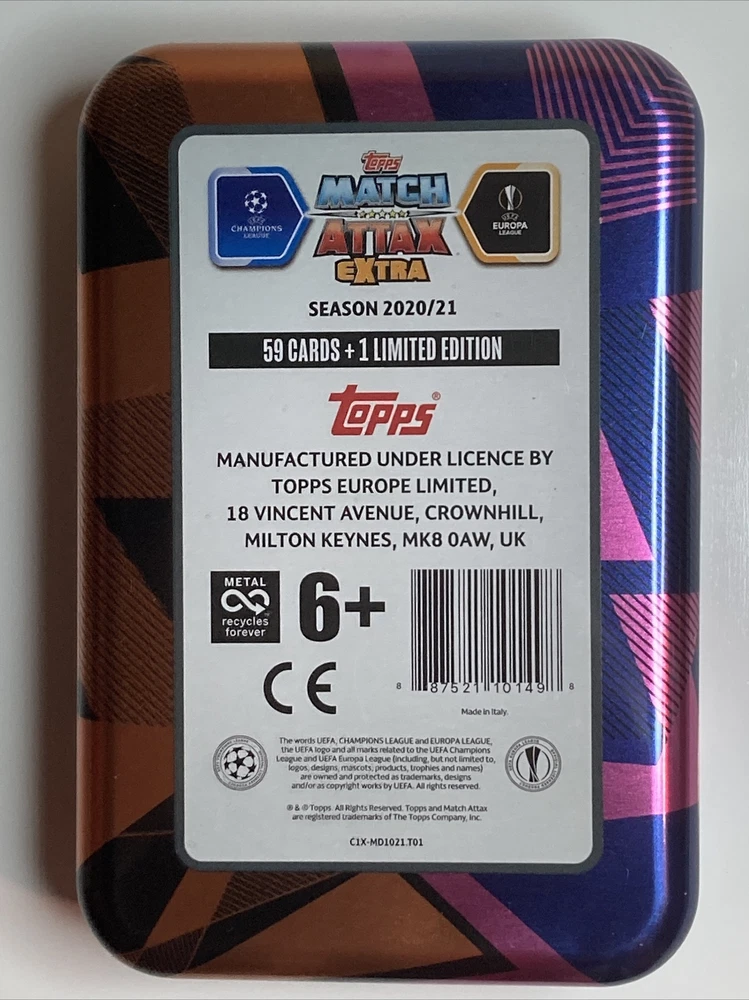 Topps
MATCH
ATTAX
EXTRA
CHAMPIONS
LEAGUE
UEFA
EUROPA
LEAGUE
SEASON 2020/21
59 CARDS + 1 LIMITED EDITION
Topps®
MANUFACTURED UNDER LICENCE BY
TOPPS EUROPE LIMITED,
18 VINCENT AVENUE, CROWNHILL,
MILTON KEYNES, MK8 0AW, UK
METAL
recycles
forever
6+
CE
8 87521 10149 8
Made in Italy.
The words UEFA, CHAMPIONS LEAGUE and EUROPA LEAGUE,
the UEFA logo and all marks related to the UEFA Champions
League and UEFA Europa League (including, but not limited to,
logos, designs, mascots, products, trophies and names)
are owned and protected as trademarks, designs
and/or as copyright works by UEFA. All rights reserved.
® & © Topps. All Rights Reserved. Topps and Match Attax
are registered trademarks of The Topps Company, Inc.
C1X-MD1021.T01